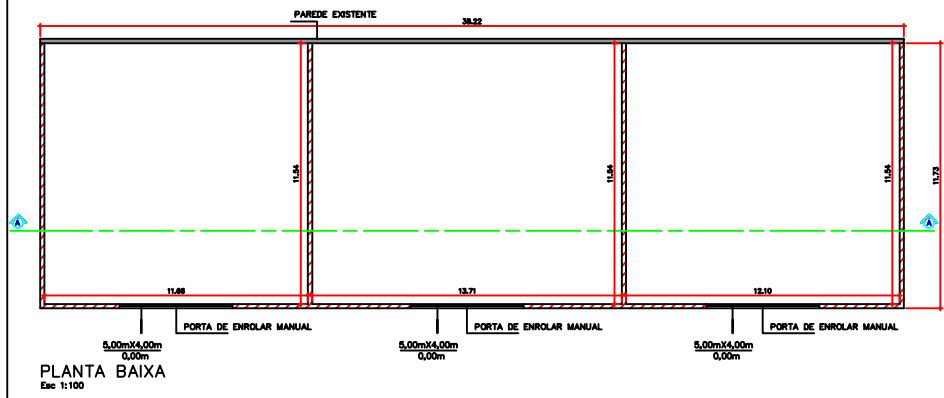 PAREDE EXISTENTE
38.22
11.54
11.54
11.54
11.73
A
A
11.65
13.71
12.10
PORTA DE ENROLAR MANUAL
PORTA DE ENROLAR MANUAL
PORTA DE ENROLAR MANUAL
5,00mX4,00m
0,00m
5,00mX4,00m
0,00m
5,00mX4,00m
0,00m
PLANTA BAIXA
Esc 1:100